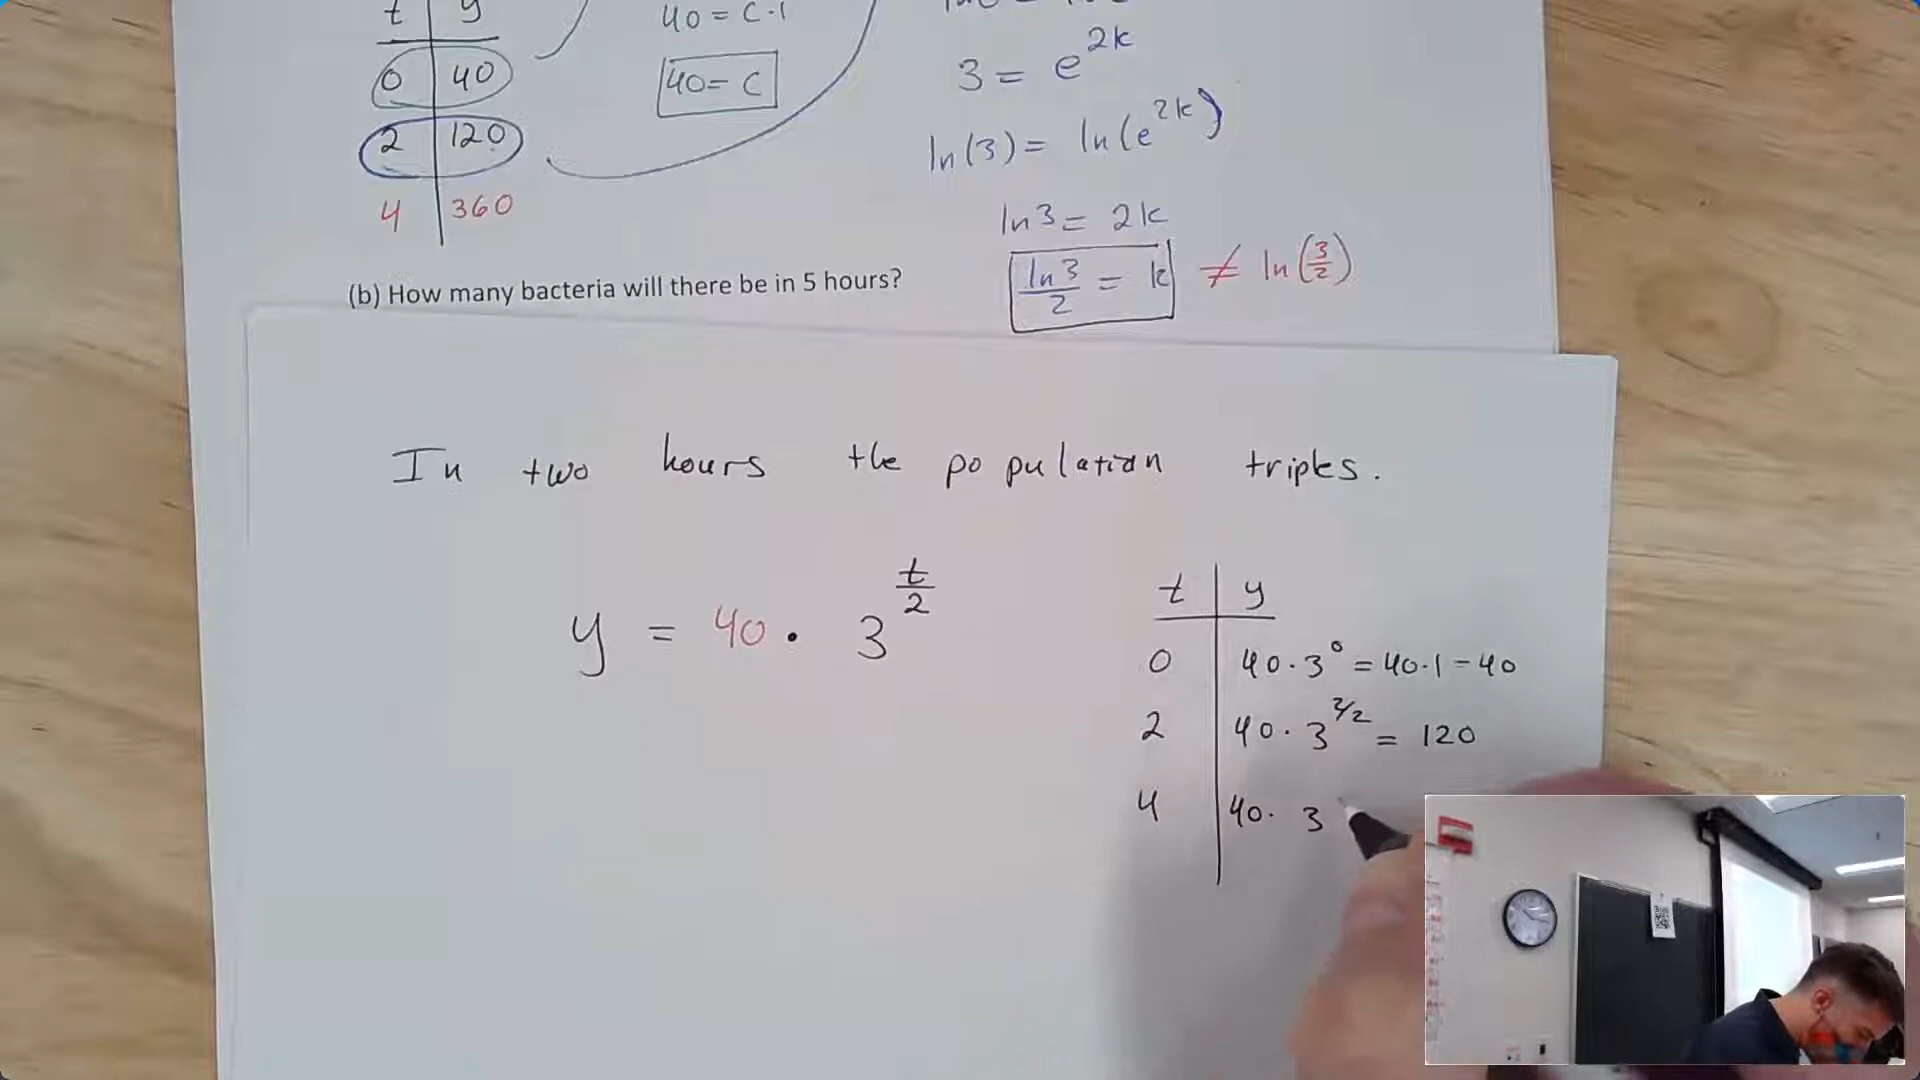 t y
40 = C·1
0 40
40 = C
2 120
4 360
3 = e^{2k}
ln(3) = ln(e^{2k})
ln3 = 2k
ln3/2 = k ≠ ln(3/2)
(b) How many bacteria will there be in 5 hours?
In two hours the population triples.
y = 40 · 3^{t/2}
t y
0 40·3^0 = 40·1 = 40
2 40·3^{2/2} = 120
4 40· 3